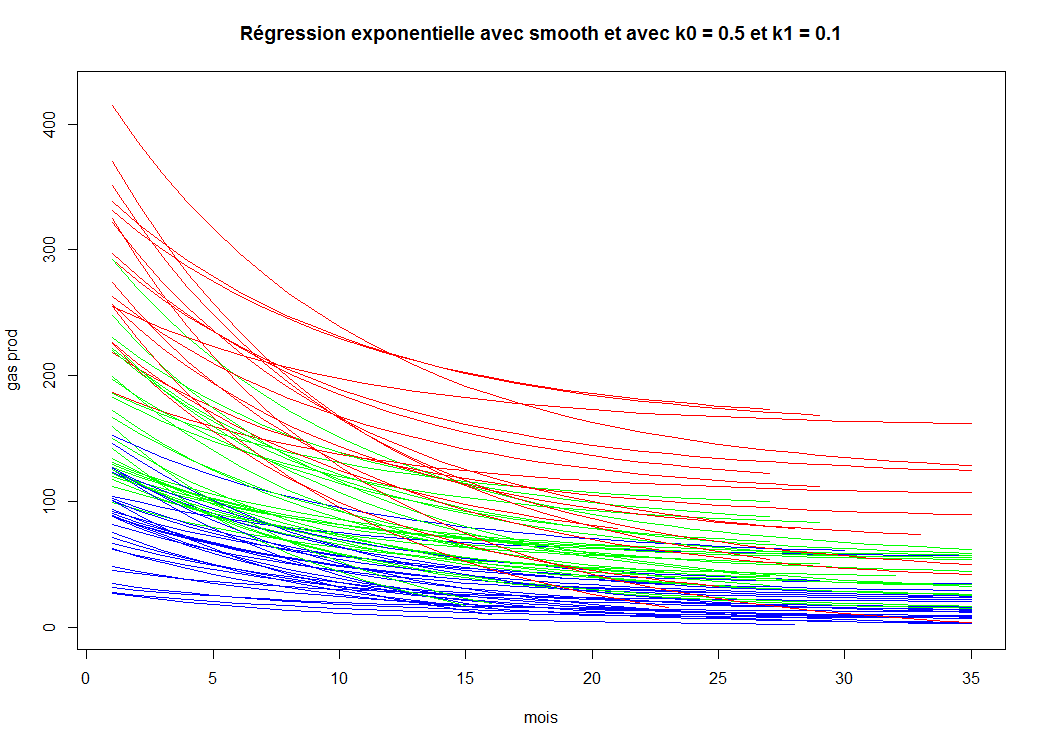 Régression exponentielle avec smooth et avec k0 = 0.5 et k1 = 0.1
400
300
200
100
0
gas prod
0 5 10 15 20 25 30 35
mois